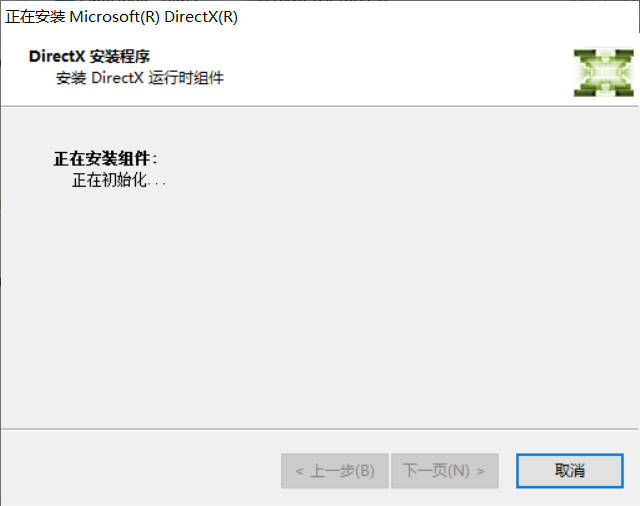 正在安装 Microsoft(R) DirectX(R)
DirectX 安装程序
安装 DirectX 运行时组件
正在安装组件:
正在初始化...
< 上一步(B)
下一页(N) >
取消